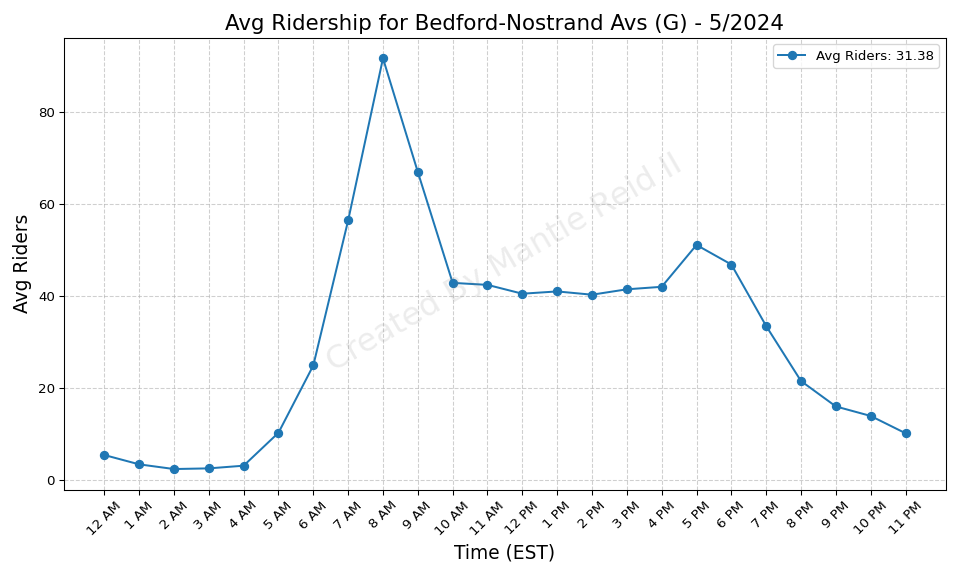 Avg Ridership for Bedford-Nostrand Avs (G) - 5/2024
Avg Riders: 31.38
Avg Riders
80
60
40
20
0
Created By Mantie Reid II
12 AM
1 AM
2 AM
3 AM
4 AM
5 AM
6 AM
7 AM
8 AM
9 AM
10 AM
11 AM
12 PM
1 PM
2 PM
3 PM
4 PM
5 PM
6 PM
7 PM
8 PM
9 PM
10 PM
11 PM
Time (EST)